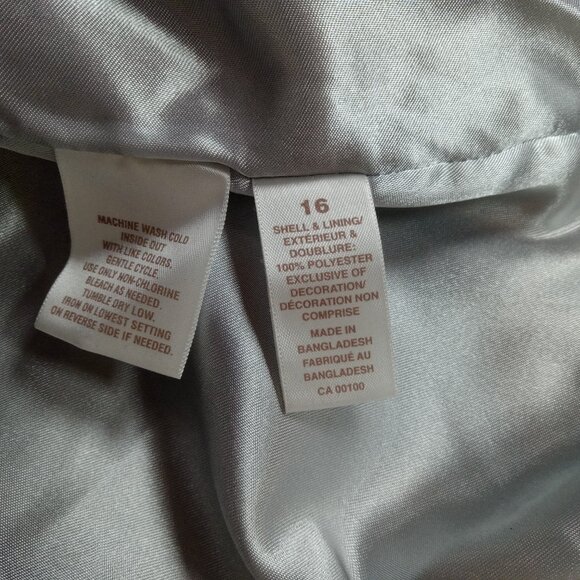 MACHINE WASH COLD
INSIDE OUT
WITH LIKE COLORS,
GENTLE CYCLE.
USE ONLY NON-CHLORINE
BLEACH AS NEEDED.
TUMBLE DRY LOW.
IRON ON LOWEST SETTING
ON REVERSE SIDE IF NEEDED.
16
SHELL & LINING/
EXTÉRIEUR &
DOUBLURE:
100% POLYESTER
EXCLUSIVE OF
DECORATION/
DÉCORATION NON
COMPRISE
MADE IN
BANGLADESH
FABRIQUÉ AU
BANGLADESH
CA 00100